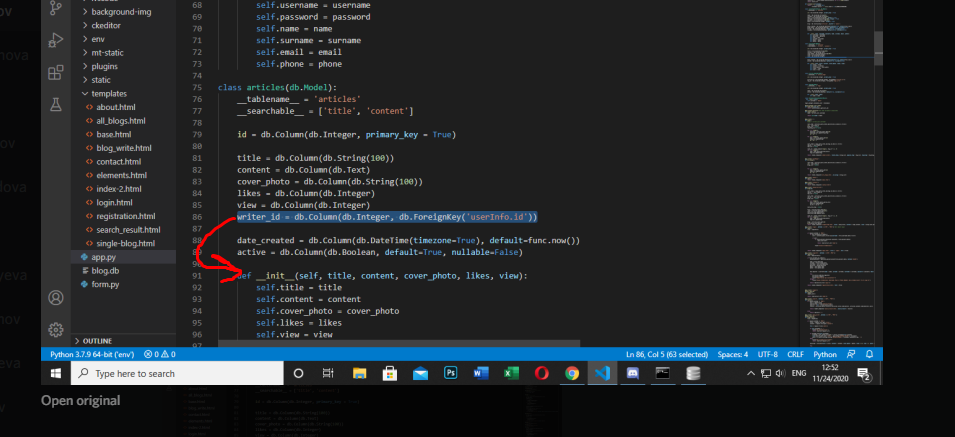 ov
nova
ov
lova
yeva
nov
eva
v
background-img
ckeditor
env
mt-static
plugins
static
templates
about.html
all_blogs.html
base.html
blog_write.html
contact.html
elements.html
index-2.html
login.html
registration.html
search_result.html
single-blog.html
app.py
blog.db
form.py
OUTLINE
68 self.username = username
69 self.password = password
70 self.name = name
71 self.surname = surname
72 self.email = email
73 self.phone = phone
74
75 class articles(db.Model):
76 __tablename__ = 'articles'
77 __searchable__ = ['title', 'content']
78
79 id = db.Column(db.Integer, primary_key = True)
80
81 title = db.Column(db.String(100))
82 content = db.Column(db.Text)
83 cover_photo = db.Column(db.String(100))
84 likes = db.Column(db.Integer)
85 view = db.Column(db.Integer)
86 writer_id = db.Column(db.Integer, db.ForeignKey('userInfo.id'))
87
88 date_created = db.Column(db.DateTime(timezone=True), default=func.now())
89 active = db.Column(db.Boolean, default=True, nullable=False)
90
91 def __init__(self, title, content, cover_photo, likes, view):
92 self.title = title
93 self.content = content
94 self.cover_photo = cover_photo
95 self.likes = likes
96 self.view = view
97
Python 3.7.9 64-bit ('env') 0 0 Ln 86, Col 5 (63 selected) Spaces: 4 UTF-8 CRLF Python
Type here to search
Ps
ENG
12:52
11/24/2020
2
Open original